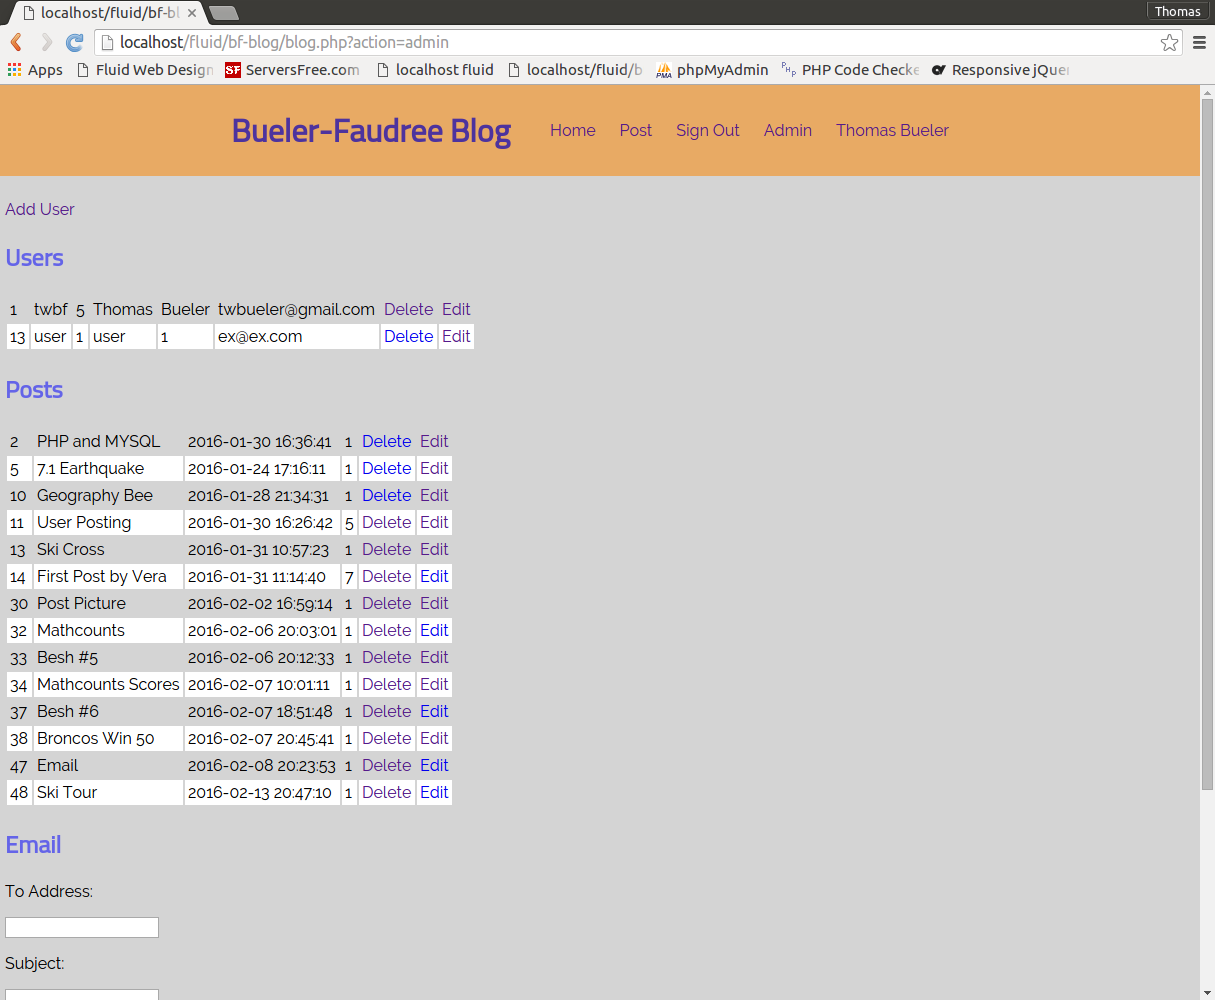 localhost/fluid/bf-bl
Thomas
localhost/fluid/bf-blog/blog.php?action=admin
Apps Fluid Web Design SF ServersFree.com localhost fluid localhost/fluid/b PMA phpMyAdmin PHP PHP Code Checke Responsive jQuer
Bueler-Faudree Blog Home Post Sign Out Admin Thomas Bueler
Add User
Users
1 twbf 5 Thomas Bueler twbueler@gmail.com Delete Edit
13 user 1 user 1 ex@ex.com Delete Edit
Posts
2 PHP and MYSQL 2016-01-30 16:36:41 1 Delete Edit
5 7.1 Earthquake 2016-01-24 17:16:11 1 Delete Edit
10 Geography Bee 2016-01-28 21:34:31 1 Delete Edit
11 User Posting 2016-01-30 16:26:42 5 Delete Edit
13 Ski Cross 2016-01-31 10:57:23 1 Delete Edit
14 First Post by Vera 2016-01-31 11:14:40 7 Delete Edit
30 Post Picture 2016-02-02 16:59:14 1 Delete Edit
32 Mathcounts 2016-02-06 20:03:01 1 Delete Edit
33 Besh #5 2016-02-06 20:12:33 1 Delete Edit
34 Mathcounts Scores 2016-02-07 10:01:11 1 Delete Edit
37 Besh #6 2016-02-07 18:51:48 1 Delete Edit
38 Broncos Win 50 2016-02-07 20:45:41 1 Delete Edit
47 Email 2016-02-08 20:23:53 1 Delete Edit
48 Ski Tour 2016-02-13 20:47:10 1 Delete Edit
Email
To Address:
Subject: